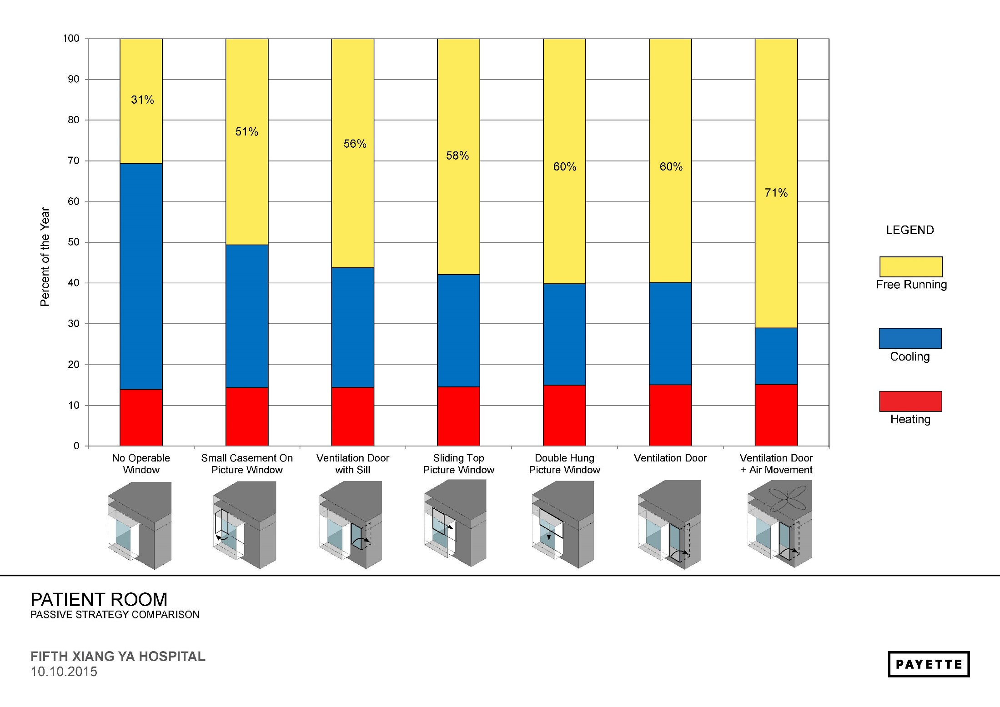 100
90
80
70
60
50
40
30
20
10
0
Percent of the Year
31%
51%
56%
58%
60%
60%
71%
No Operable
Window
Small Casement On
Picture Window
Ventilation Door
with Sill
Sliding Top
Picture Window
Double Hung
Picture Window
Ventilation Door
Ventilation Door
+ Air Movement
LEGEND
Free Running
Cooling
Heating
PATIENT ROOM
PASSIVE STRATEGY COMPARISON
FIFTH XIANG YA HOSPITAL
10.10.2015
PAYETTE